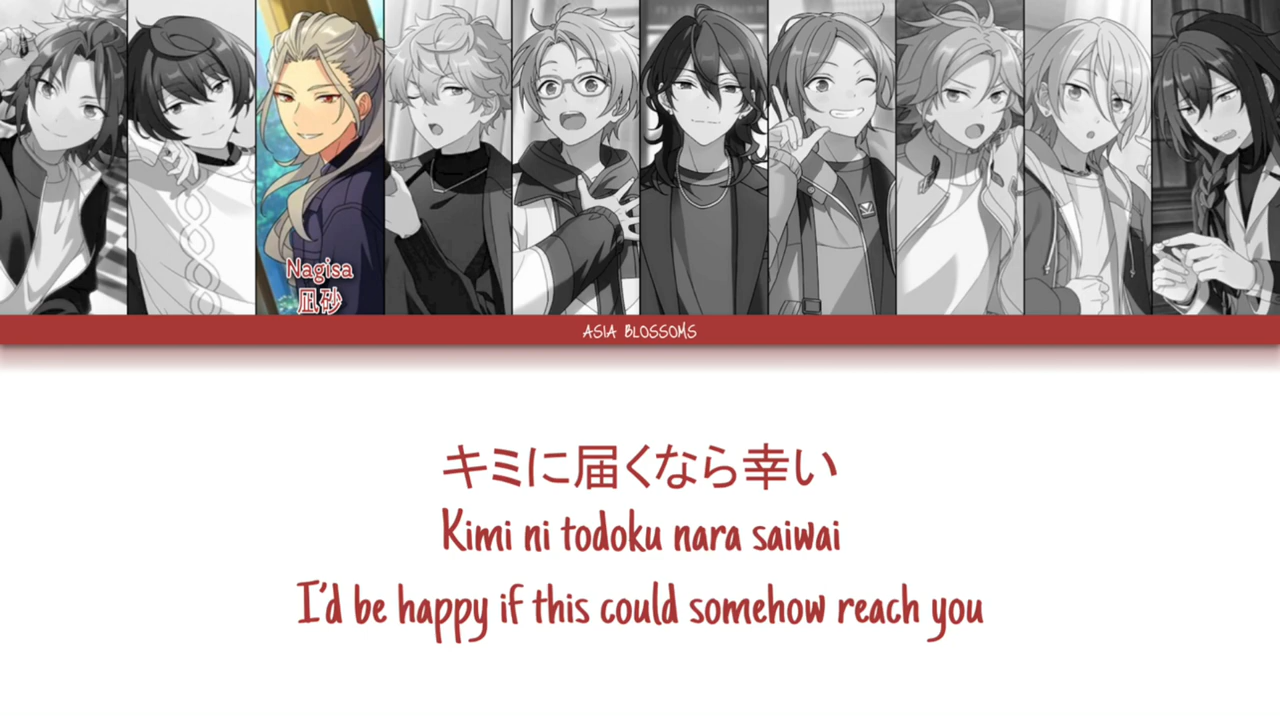 Nagisa
凪砂
ASIA BLOSSOMS
キミに届くなら幸い
Kimi ni todoku nara saiwai
I'd be happy if this could somehow reach you